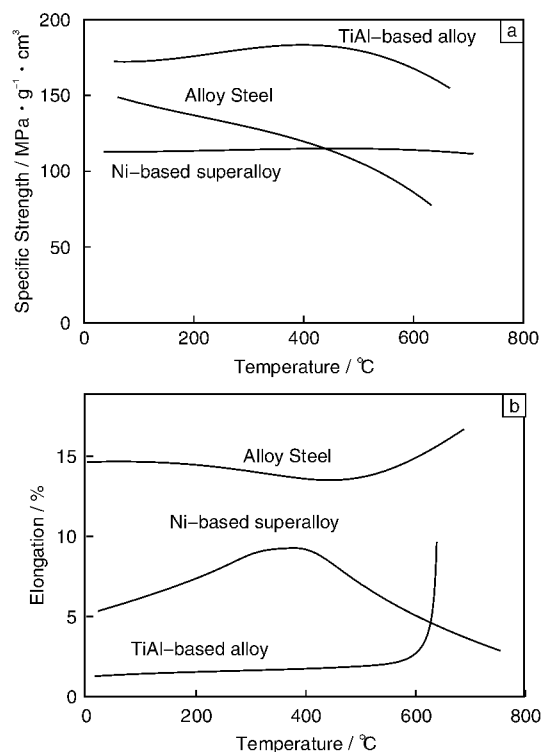 200
a
TiAl–based alloy
150
Alloy Steel
100
Ni–based superalloy
50
0
0 200 400 600 800
Specific Strength / MPa・g⁻¹・cm³
Temperature / ℃
b
15
Alloy Steel
Ni–based superalloy
10
5
TiAl–based alloy
0
0 200 400 600 800
Elongation / %
Temperature / ℃